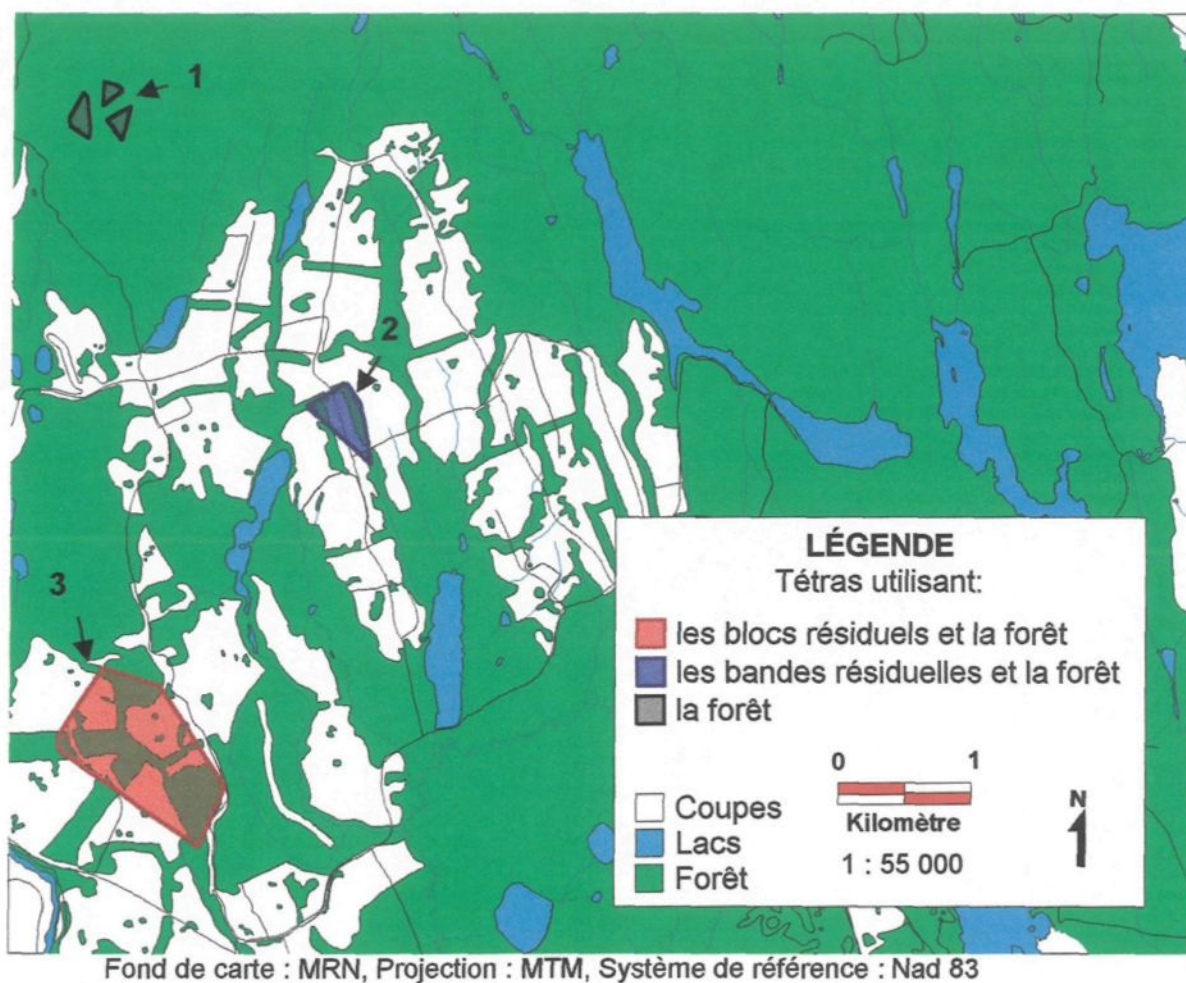 1
2
3
LÉGENDE
Tétras utilisant:
les blocs résiduels et la forêt
les bandes résiduelles et la forêt
la forêt
Coupes
Lacs
Forêt
0 1
Kilomètre
1 : 55 000
N
Fond de carte : MRN, Projection : MTM, Système de référence : Nad 83